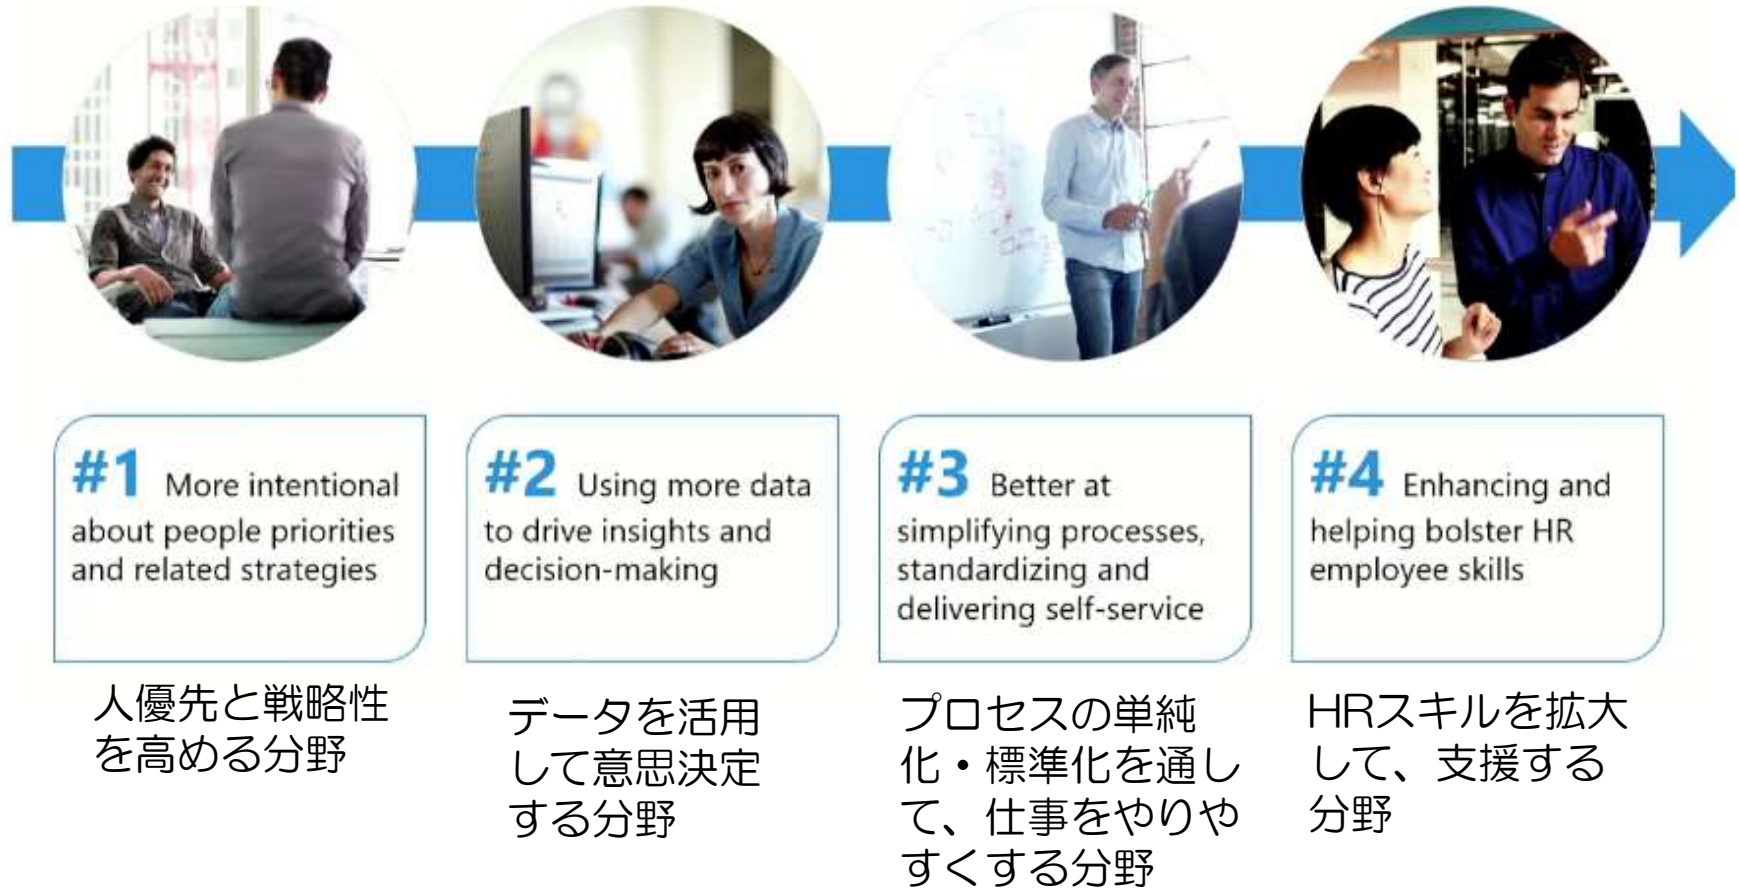 #1 More intentional
about people priorities
and related strategies
#2 Using more data
to drive insights and
decision-making
#3 Better at
simplifying processes,
standardizing and
delivering self-service
#4 Enhancing and
helping bolster HR
employee skills
人優先と戦略性
を高める分野
データを活用
して意思決定
する分野
プロセスの単純
化・標準化を通し
て、仕事をやりや
すくする分野
HRスキルを拡大
して、支援する
分野